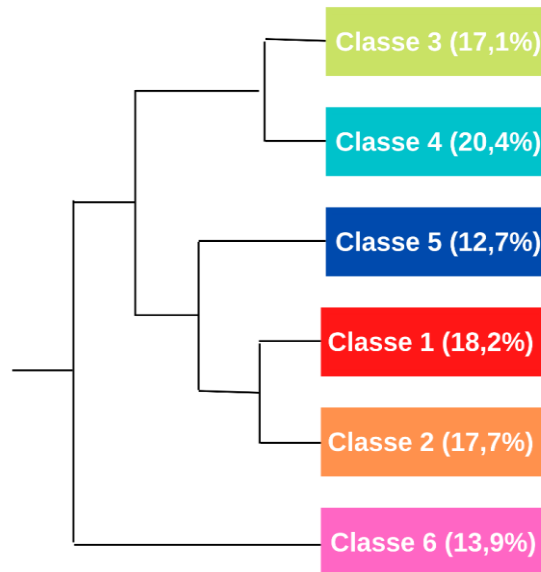 Classe 3 (17,1%)
Classe 4 (20,4%)
Classe 5 (12,7%)
Classe 1 (18,2%)
Classe 2 (17,7%)
Classe 6 (13,9%)